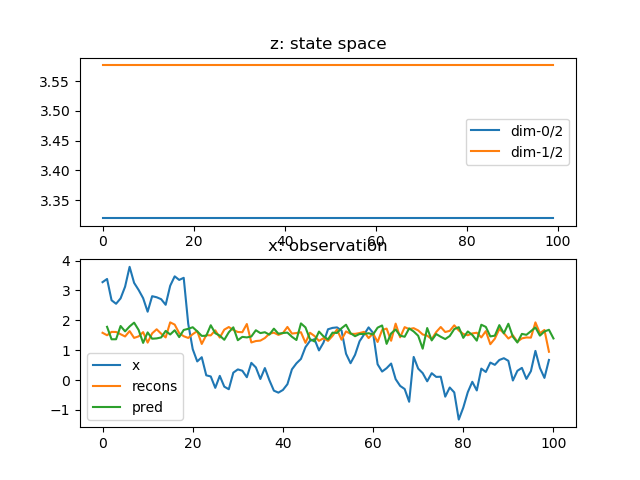 z: state space
3.55
3.50
3.45
3.40
3.35
dim-0/2
dim-1/2
0 20 40 60 80 100
x: observation
4
3
2
1
0
−1
x
recons
pred
0 20 40 60 80 100